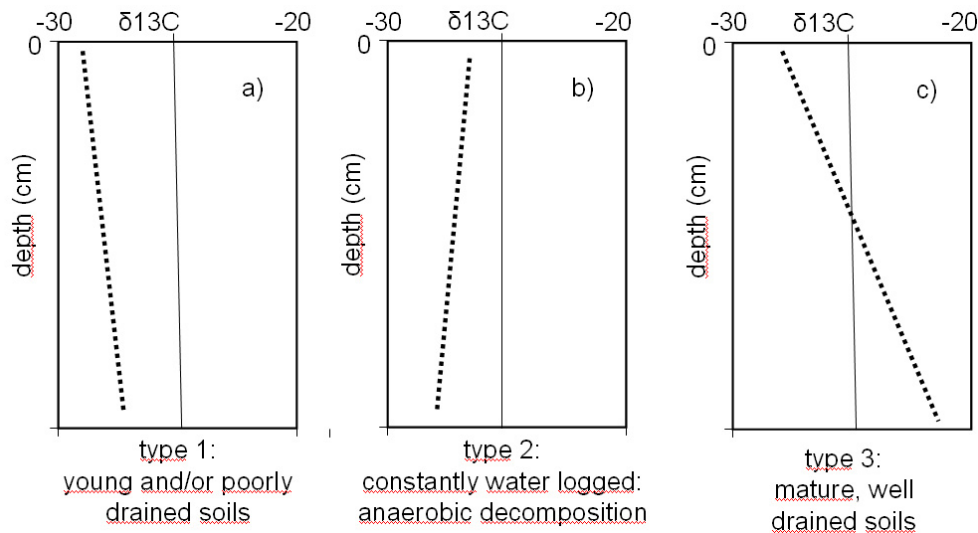 -30 δ13C -20
0
a)
depth (cm)
type 1:
young and/or poorly
drained soils
-30 δ13C -20
0
b)
depth (cm)
type 2:
constantly water logged:
anaerobic decomposition
-30 δ13C -20
0
c)
depth (cm)
type 3:
mature, well
drained soils